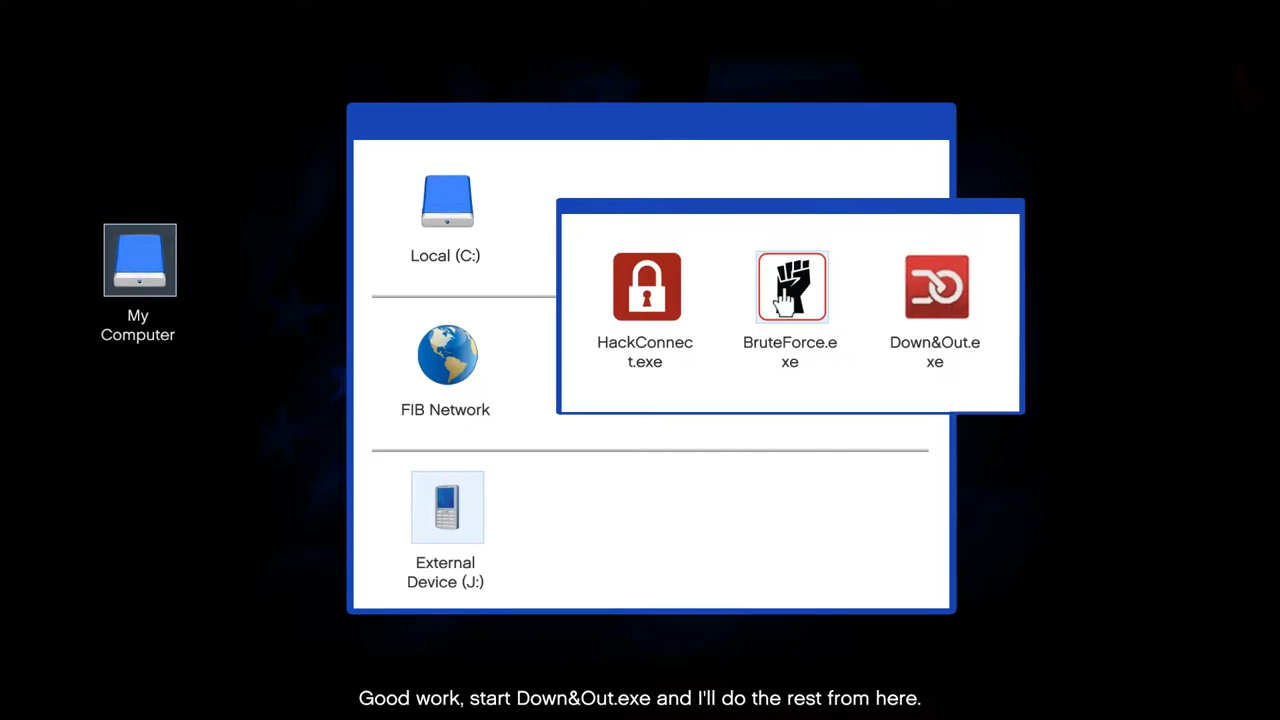 My
Computer
Local (C:)
FIB Network
External
Device (J:)
HackConnec
t.exe
BruteForce.e
xe
Down&Out.e
xe
Good work, start Down&Out.exe and I'll do the rest from here.